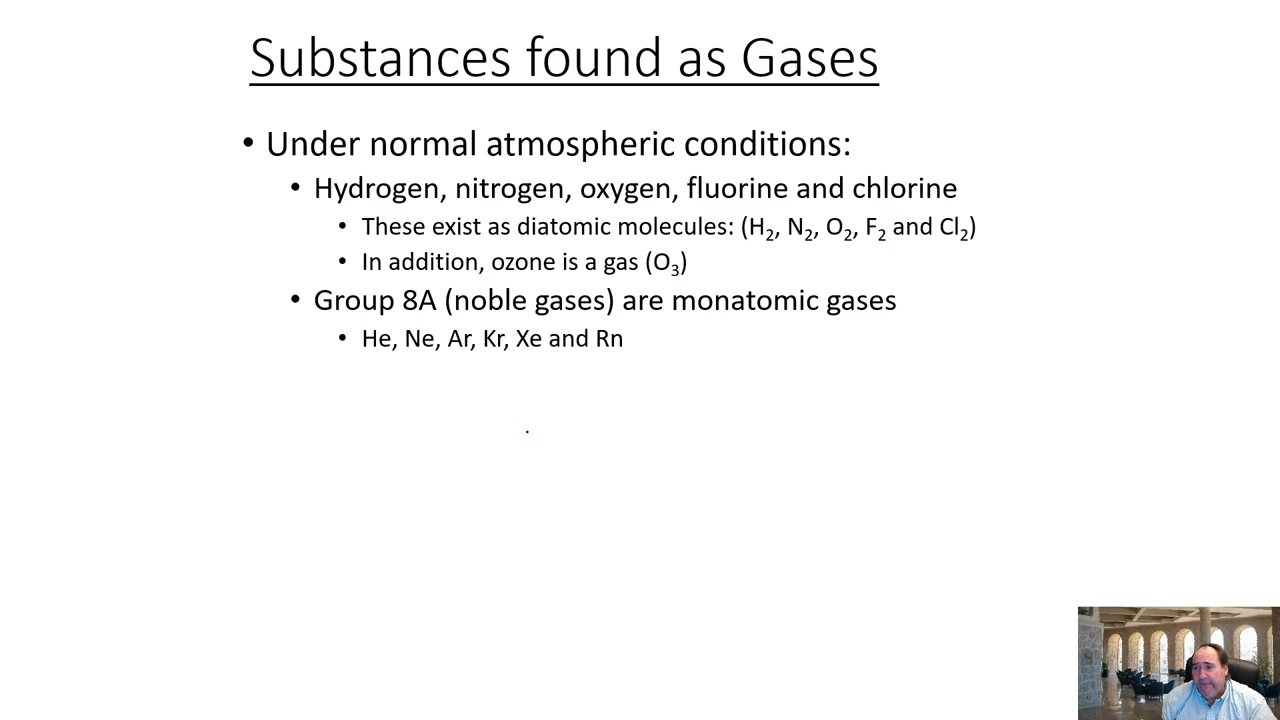 Substances found as Gases
• Under normal atmospheric conditions:
• Hydrogen, nitrogen, oxygen, fluorine and chlorine
• These exist as diatomic molecules: (H₂, N₂, O₂, F₂ and Cl₂)
• In addition, ozone is a gas (O₃)
• Group 8A (noble gases) are monatomic gases
• He, Ne, Ar, Kr, Xe and Rn